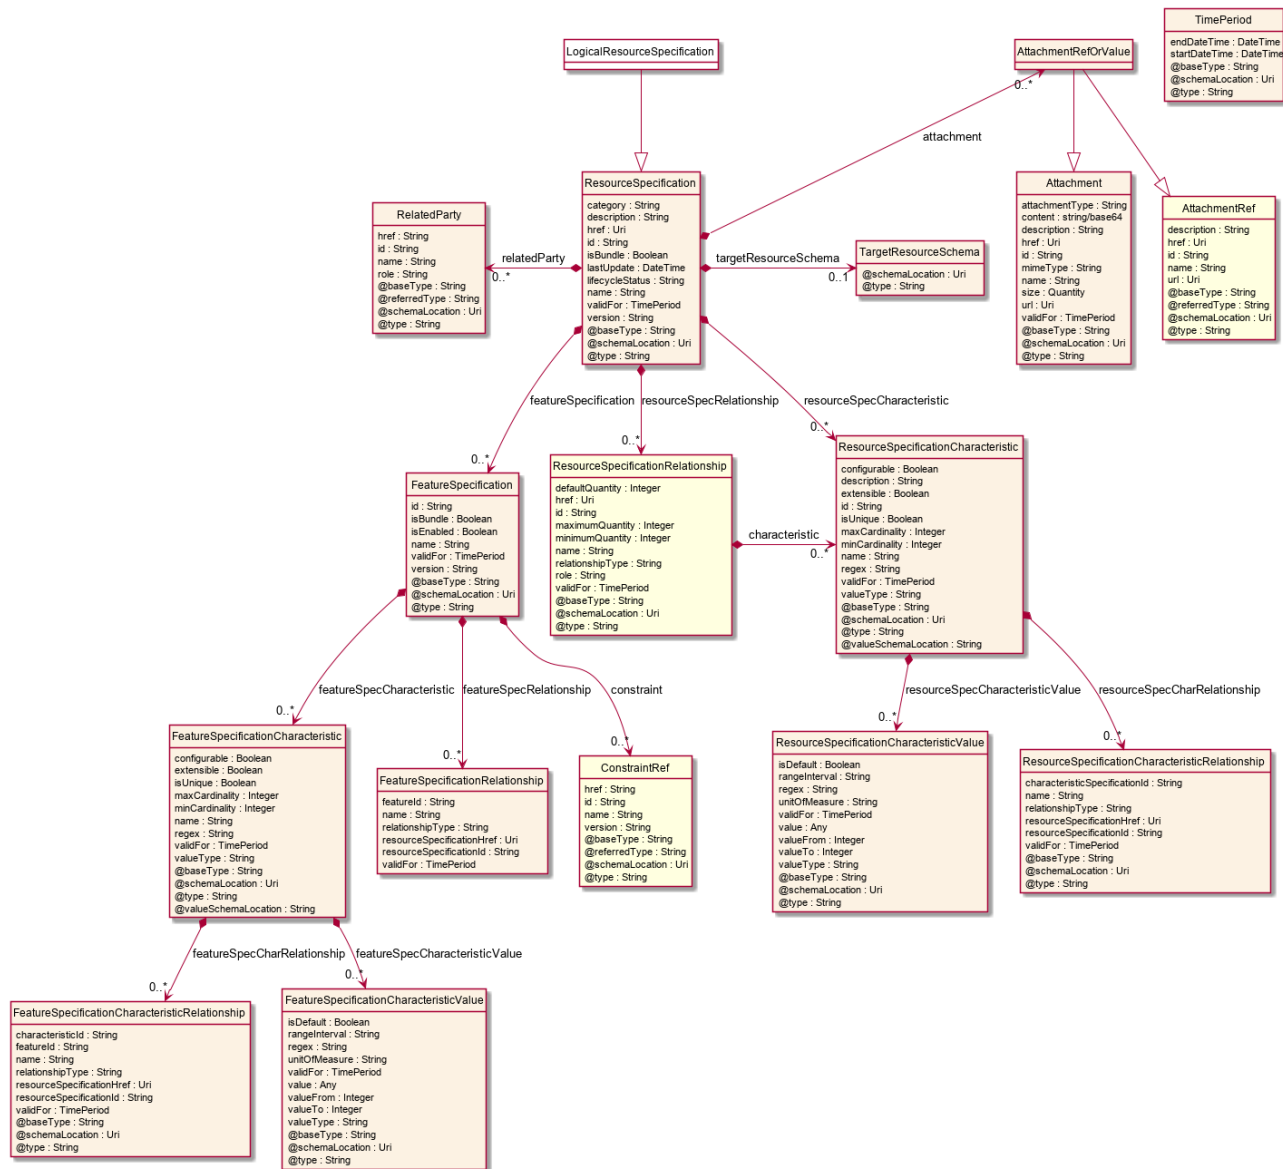 TimePeriod
endDateTime : DateTime
startDateTime : DateTime
@baseType : String
@schemaLocation : Uri
@type : String
LogicalResourceSpecification
AttachmentRefOrValue
0..*
attachment
ResourceSpecification
category : String
description : String
href : Uri
id : String
isBundle : Boolean
lastUpdate : DateTime
lifecycleStatus : String
name : String
validFor : TimePeriod
version : String
@baseType : String
@schemaLocation : Uri
@type : String
Attachment
attachmentType : String
content : string/base64
description : String
href : Uri
id : String
mimeType : String
name : String
size : Quantity
url : Uri
validFor : TimePeriod
@baseType : String
@schemaLocation : Uri
@type : String
AttachmentRef
description : String
href : Uri
id : String
name : String
url : Uri
@baseType : String
@referredType : String
@schemaLocation : Uri
@type : String
RelatedParty
href : String
id : String
name : String
role : String
@baseType : String
@referredType : String
@schemaLocation : Uri
@type : String
relatedParty
0..*
targetResourceSchema
0..1
TargetResourceSchema
@schemaLocation : Uri
@type : String
featureSpecification
0..*
resourceSpecRelationship
0..*
resourceSpecCharacteristic
0..*
FeatureSpecification
id : String
isBundle : Boolean
isEnabled : Boolean
name : String
validFor : TimePeriod
version : String
@baseType : String
@schemaLocation : Uri
@type : String
ResourceSpecificationRelationship
defaultQuantity : Integer
href : Uri
id : String
maximumQuantity : Integer
minimumQuantity : Integer
name : String
relationshipType : String
role : String
validFor : TimePeriod
@baseType : String
@schemaLocation : Uri
@type : String
characteristic
0..*
ResourceSpecificationCharacteristic
configurable : Boolean
description : String
extensible : Boolean
id : String
isUnique : Boolean
maxCardinality : Integer
minCardinality : Integer
name : String
regex : String
validFor : TimePeriod
valueType : String
@baseType : String
@schemaLocation : Uri
@type : String
@valueSchemaLocation : String
featureSpecCharacteristic
0..*
featureSpecRelationship
0..*
constraint
0..*
resourceSpecCharacteristicValue
0..*
resourceSpecCharRelationship
0..*
FeatureSpecificationCharacteristic
configurable : Boolean
extensible : Boolean
isUnique : Boolean
maxCardinality : Integer
minCardinality : Integer
name : String
regex : String
validFor : TimePeriod
valueType : String
@baseType : String
@schemaLocation : Uri
@type : String
@valueSchemaLocation : String
FeatureSpecificationRelationship
featureId : String
name : String
relationshipType : String
resourceSpecificationHref : Uri
resourceSpecificationId : String
validFor : TimePeriod
ConstraintRef
href : String
id : String
name : String
version : String
@baseType : String
@referredType : String
@schemaLocation : Uri
@type : String
ResourceSpecificationCharacteristicValue
isDefault : Boolean
rangeInterval : String
regex : String
unitOfMeasure : String
validFor : TimePeriod
value : Any
valueFrom : Integer
valueTo : Integer
valueType : String
@baseType : String
@schemaLocation : Uri
@type : String
ResourceSpecificationCharacteristicRelationship
characteristicSpecificationId : String
name : String
relationshipType : String
resourceSpecificationHref : Uri
resourceSpecificationId : String
validFor : TimePeriod
@baseType : String
@schemaLocation : Uri
@type : String
featureSpecCharRelationship
0..*
featureSpecCharacteristicValue
0..*
FeatureSpecificationCharacteristicRelationship
characteristicId : String
featureId : String
name : String
relationshipType : String
resourceSpecificationHref : Uri
resourceSpecificationId : String
validFor : TimePeriod
@baseType : String
@schemaLocation : Uri
@type : String
FeatureSpecificationCharacteristicValue
isDefault : Boolean
rangeInterval : String
regex : String
unitOfMeasure : String
validFor : TimePeriod
value : Any
valueFrom : Integer
valueTo : Integer
valueType : String
@baseType : String
@schemaLocation : Uri
@type : String